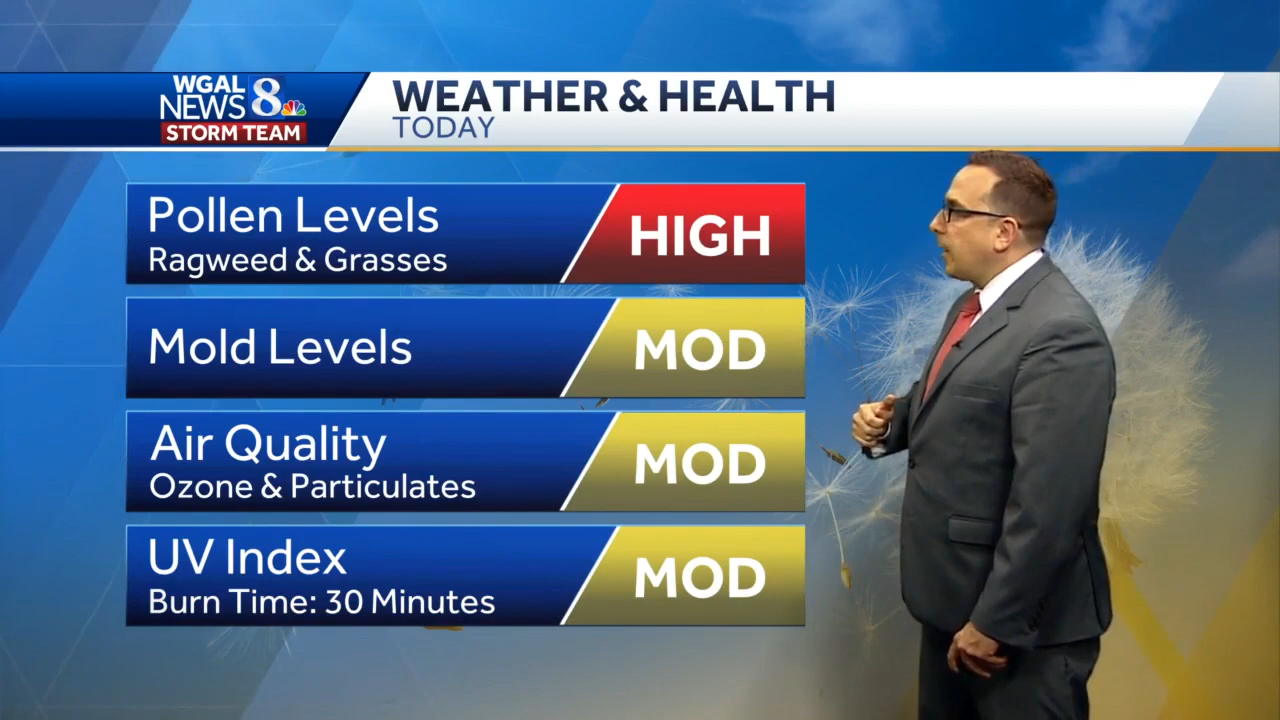 WGAL
NEWS 8
STORM TEAM
WEATHER & HEALTH
TODAY
Pollen Levels
Ragweed & Grasses
HIGH
Mold Levels
MOD
Air Quality
Ozone & Particulates
MOD
UV Index
Burn Time: 30 Minutes
MOD